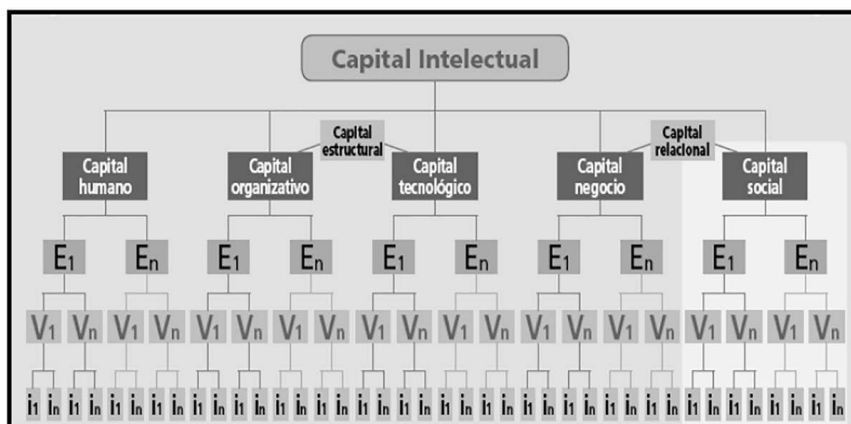 Capital Intelectual
Capital
estructural
Capital
relacional
Capital
humano
Capital
organizativo
Capital
tecnológico
Capital
negocio
Capital
social
E1 En E1 En E1 En E1 En E1 En
V1 Vn V1 Vn V1 Vn V1 Vn V1 Vn V1 Vn V1 Vn V1 Vn V1 Vn V1 Vn
i1 in i1 in i1 in i1 in i1 in i1 in i1 in i1 in i1 in i1 in i1 in i1 in i1 in i1 in i1 in i1 in i1 in i1 in i1 in i1 in